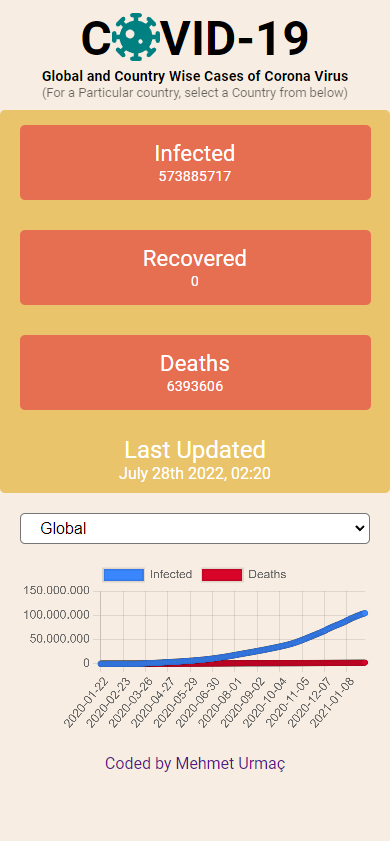 COVID-19
Global and Country Wise Cases of Corona Virus
(For a Particular country, select a Country from below)
Infected
573885717
Recovered
0
Deaths
6393606
Last Updated
July 28th 2022, 02:20
Global
Infected Deaths
150.000.000
100.000.000
50.000.000
0
2020-01-22
2020-02-23
2020-03-26
2020-04-27
2020-05-29
2020-06-30
2020-08-01
2020-09-02
2020-10-04
2020-11-05
2020-12-07
2021-01-08
Coded by Mehmet Urmaç